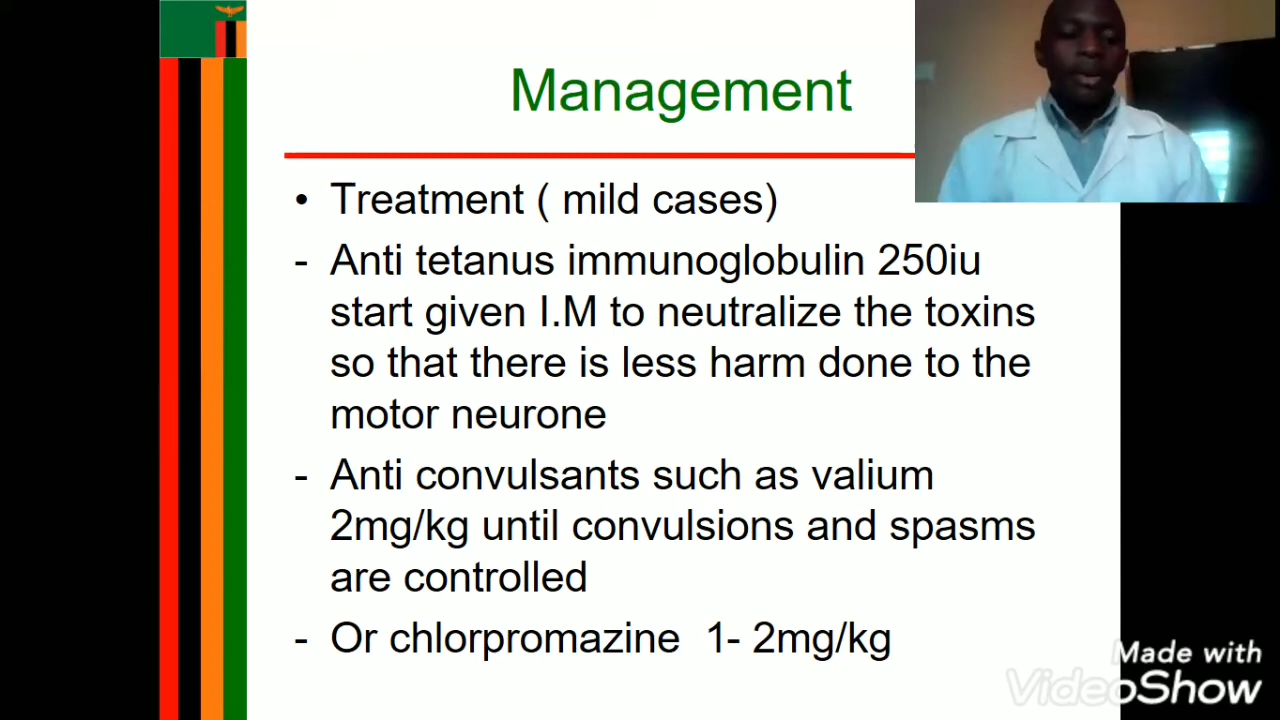 Management
• Treatment ( mild cases)
- Anti tetanus immunoglobulin 250iu
start given I.M to neutralize the toxins
so that there is less harm done to the
motor neurone
- Anti convulsants such as valium
2mg/kg until convulsions and spasms
are controlled
- Or chlorpromazine 1- 2mg/kg
Made with
VideoShow